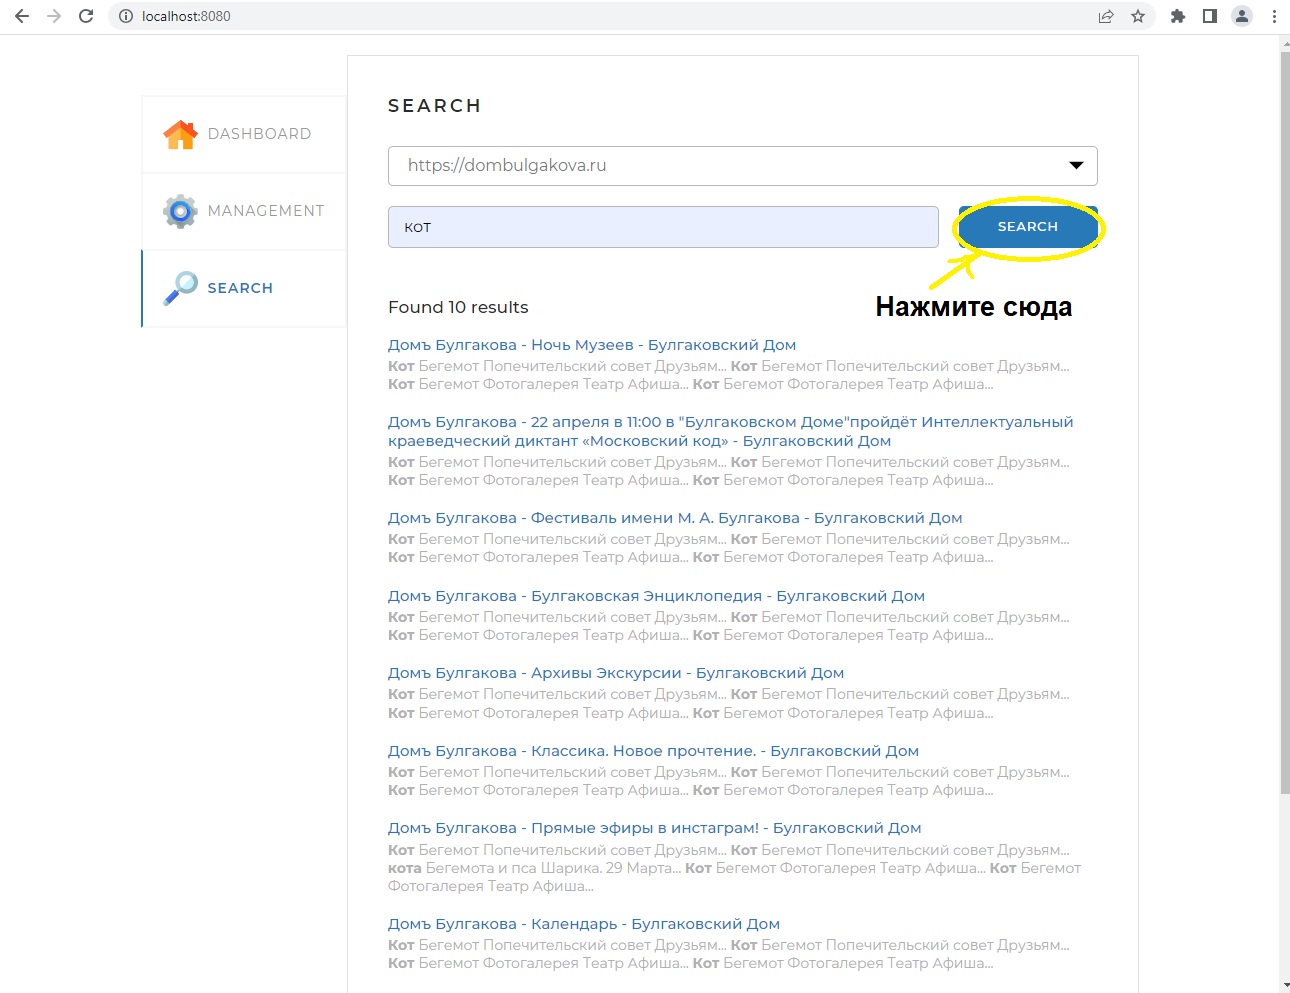 localhost:8080
SEARCH
DASHBOARD
https://dombulgakova.ru
MANAGEMENT
кот
SEARCH
SEARCH
Нажмите сюда
Found 10 results
Домъ Булгакова - Ночь Музеев - Булгаковский Дом
Кот Бегемот Попечительский совет Друзьям... Кот Бегемот Попечительский совет Друзьям...
Кот Бегемот Фотогалерея Театр Афиша... Кот Бегемот Фотогалерея Театр Афиша...
Домъ Булгакова - 22 апреля в 11:00 в "Булгаковском Доме"пройдёт Интеллектуальный
краеведческий диктант «Московский код» - Булгаковский Дом
Кот Бегемот Попечительский совет Друзьям... Кот Бегемот Попечительский совет Друзьям...
Кот Бегемот Фотогалерея Театр Афиша... Кот Бегемот Фотогалерея Театр Афиша...
Домъ Булгакова - Фестиваль имени М. А. Булгакова - Булгаковский Дом
Кот Бегемот Попечительский совет Друзьям... Кот Бегемот Попечительский совет Друзьям...
Кот Бегемот Фотогалерея Театр Афиша... Кот Бегемот Фотогалерея Театр Афиша...
Домъ Булгакова - Булгаковская Энциклопедия - Булгаковский Дом
Кот Бегемот Попечительский совет Друзьям... Кот Бегемот Попечительский совет Друзьям...
Кот Бегемот Фотогалерея Театр Афиша... Кот Бегемот Фотогалерея Театр Афиша...
Домъ Булгакова - Архивы Экскурсии - Булгаковский Дом
Кот Бегемот Попечительский совет Друзьям... Кот Бегемот Попечительский совет Друзьям...
Кот Бегемот Фотогалерея Театр Афиша... Кот Бегемот Фотогалерея Театр Афиша...
Домъ Булгакова - Классика. Новое прочтение. - Булгаковский Дом
Кот Бегемот Попечительский совет Друзьям... Кот Бегемот Попечительский совет Друзьям...
Кот Бегемот Фотогалерея Театр Афиша... Кот Бегемот Фотогалерея Театр Афиша...
Домъ Булгакова - Прямые эфиры в инстаграм! - Булгаковский Дом
Кот Бегемот Попечительский совет Друзьям... Кот Бегемот Попечительский совет Друзьям...
кота Бегемота и пса Шарика. 29 Марта... Кот Бегемот Фотогалерея Театр Афиша... Кот Бегемот
Фотогалерея Театр Афиша...
Домъ Булгакова - Календарь - Булгаковский Дом
Кот Бегемот Попечительский совет Друзьям... Кот Бегемот Попечительский совет Друзьям...
Кот Бегемот Фотогалерея Театр Афиша... Кот Бегемот Фотогалерея Театр Афиша...